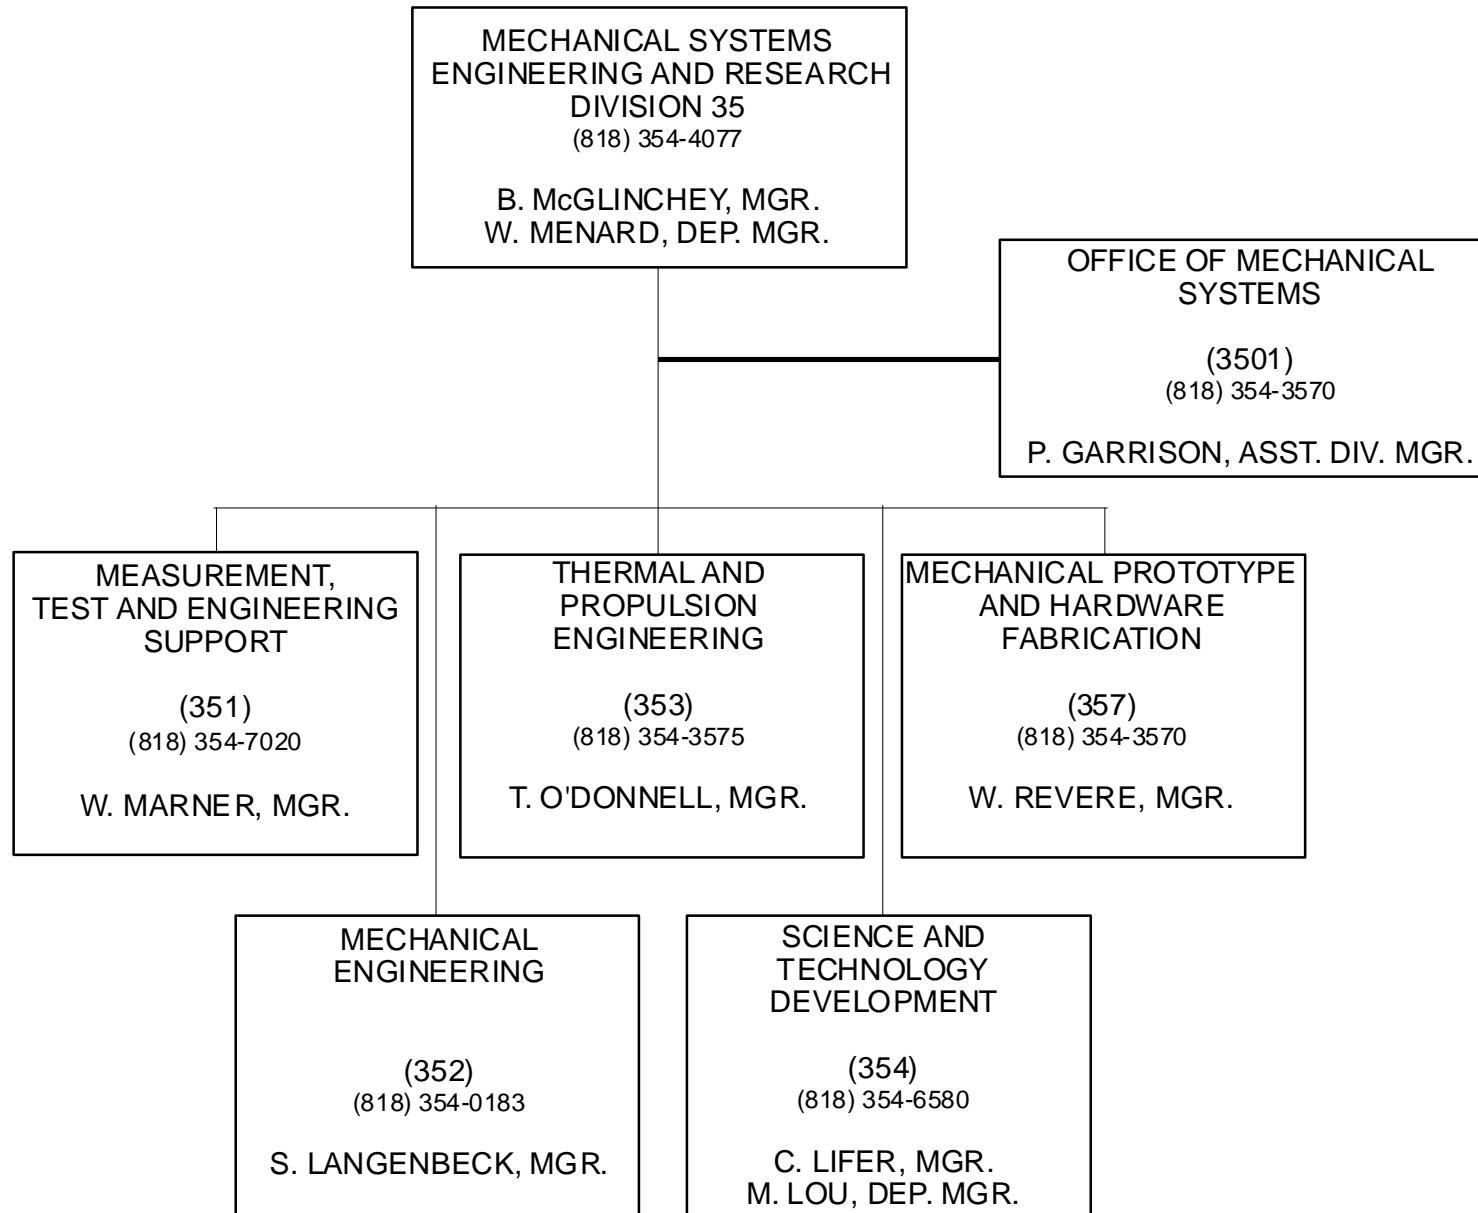 MECHANICAL SYSTEMS
ENGINEERING AND RESEARCH
DIVISION 35
(818) 354-4077
B. McGLINCHEY, MGR.
W. MENARD, DEP. MGR.
OFFICE OF MECHANICAL
SYSTEMS
(3501)
(818) 354-3570
P. GARRISON, ASST. DIV. MGR.
MEASUREMENT,
TEST AND ENGINEERING
SUPPORT
(351)
(818) 354-7020
W. MARNER, MGR.
THERMAL AND
PROPULSION
ENGINEERING
(353)
(818) 354-3575
T. O'DONNELL, MGR.
MECHANICAL PROTOTYPE
AND HARDWARE
FABRICATION
(357)
(818) 354-3570
W. REVERE, MGR.
MECHANICAL
ENGINEERING
(352)
(818) 354-0183
S. LANGENBECK, MGR.
SCIENCE AND
TECHNOLOGY
DEVELOPMENT
(354)
(818) 354-6580
C. LIFER, MGR.
M. LOU, DEP. MGR.